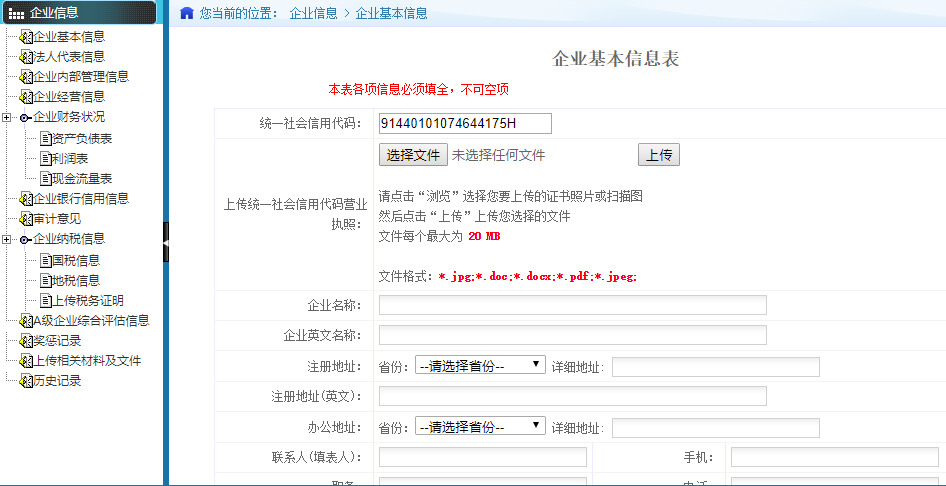 企业信息
企业基本信息
法人代表信息
企业内部管理信息
企业经营信息
企业财务状况
资产负债表
利润表
现金流量表
企业银行信用信息
审计意见
企业纳税信息
国税信息
地税信息
上传税务证明
A级企业综合评估信息
奖惩记录
上传相关材料及文件
历史记录
您当前的位置： 企业信息 > 企业基本信息
企业基本信息表
本表各项信息必须填全，不可空项
统一社会信用代码： 91440101074644175H
选择文件 未选择任何文件 上传
上传统一社会信用代码营业
执照：
请点击“浏览”选择您要上传的证书照片或扫描图
然后点击“上传”上传您选择的文件
文件每个最大为 20 MB
文件格式：*.jpg;*.doc;*.docx;*.pdf;*.jpeg;
企业名称：
企业英文名称：
注册地址： 省份： --请选择省份-- 详细地址：
注册地址(英文)：
办公地址： 省份： --请选择省份-- 详细地址：
联系人(填表人)： 手机：